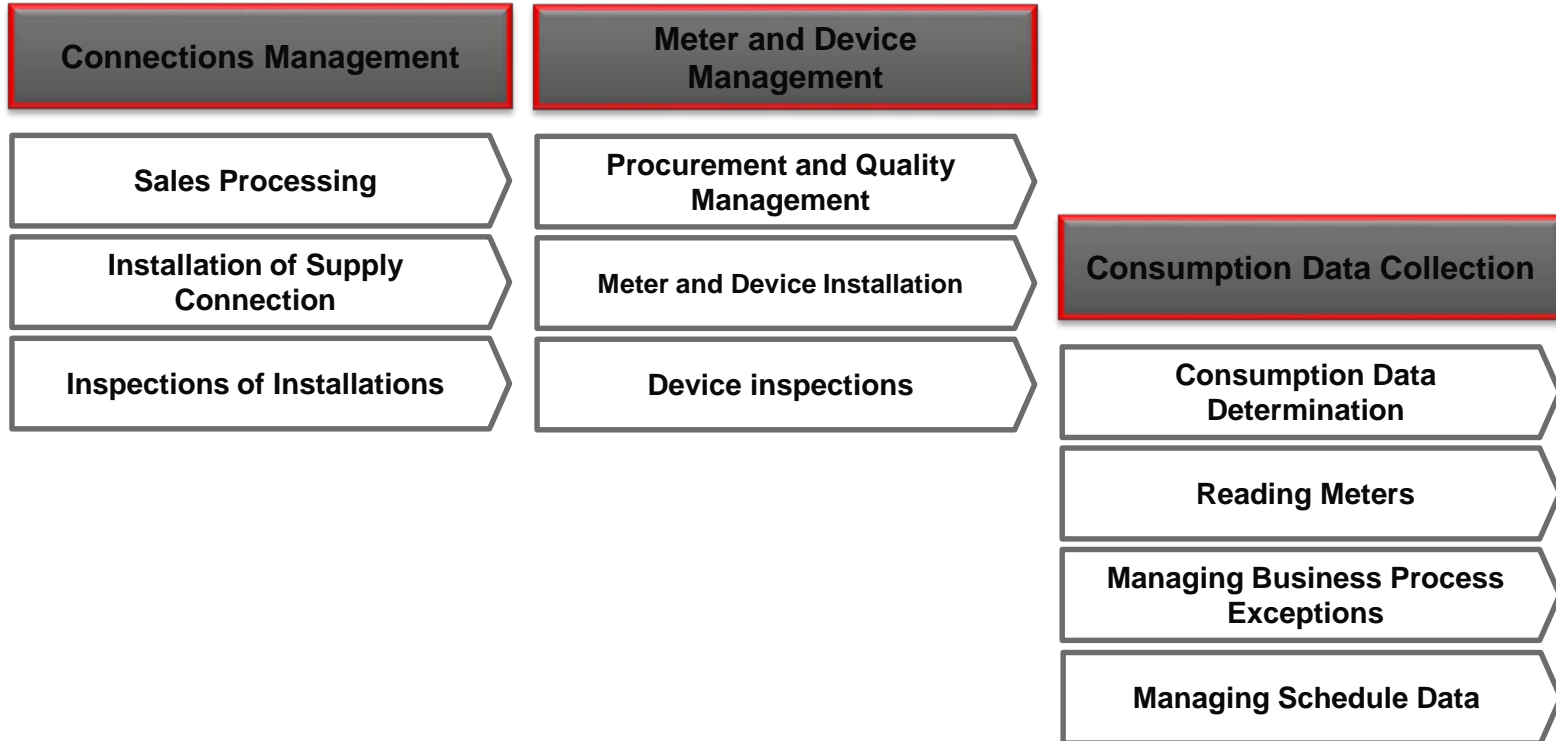 Connections Management
Sales Processing
Installation of Supply
Connection
Inspections of Installations
Meter and Device
Management
Procurement and Quality
Management
Meter and Device Installation
Device inspections
Consumption Data Collection
Consumption Data
Determination
Reading Meters
Managing Business Process
Exceptions
Managing Schedule Data